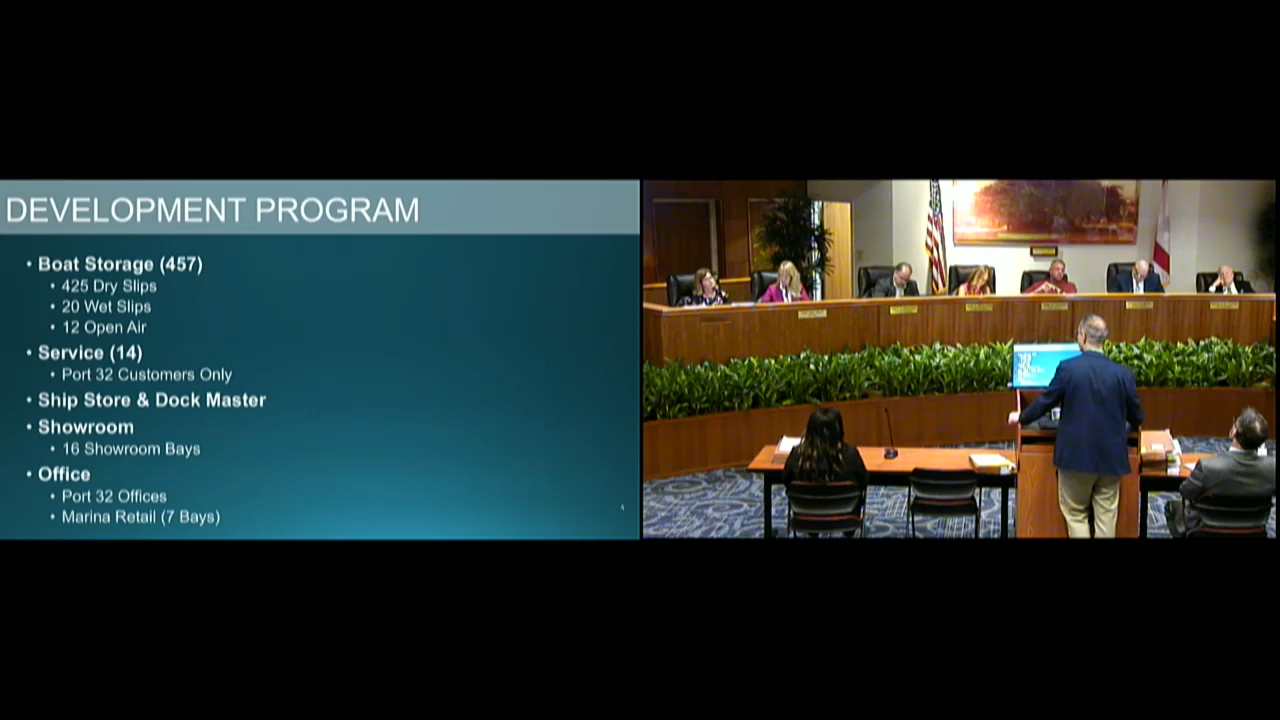 DEVELOPMENT PROGRAM
• Boat Storage (457)
• 425 Dry Slips
• 20 Wet Slips
• 12 Open Air
• Service (14)
• Port 32 Customers Only
• Ship Store & Dock Master
• Showroom
• 16 Showroom Bays
• Office
• Port 32 Offices
• Marina Retail (7 Bays)
4